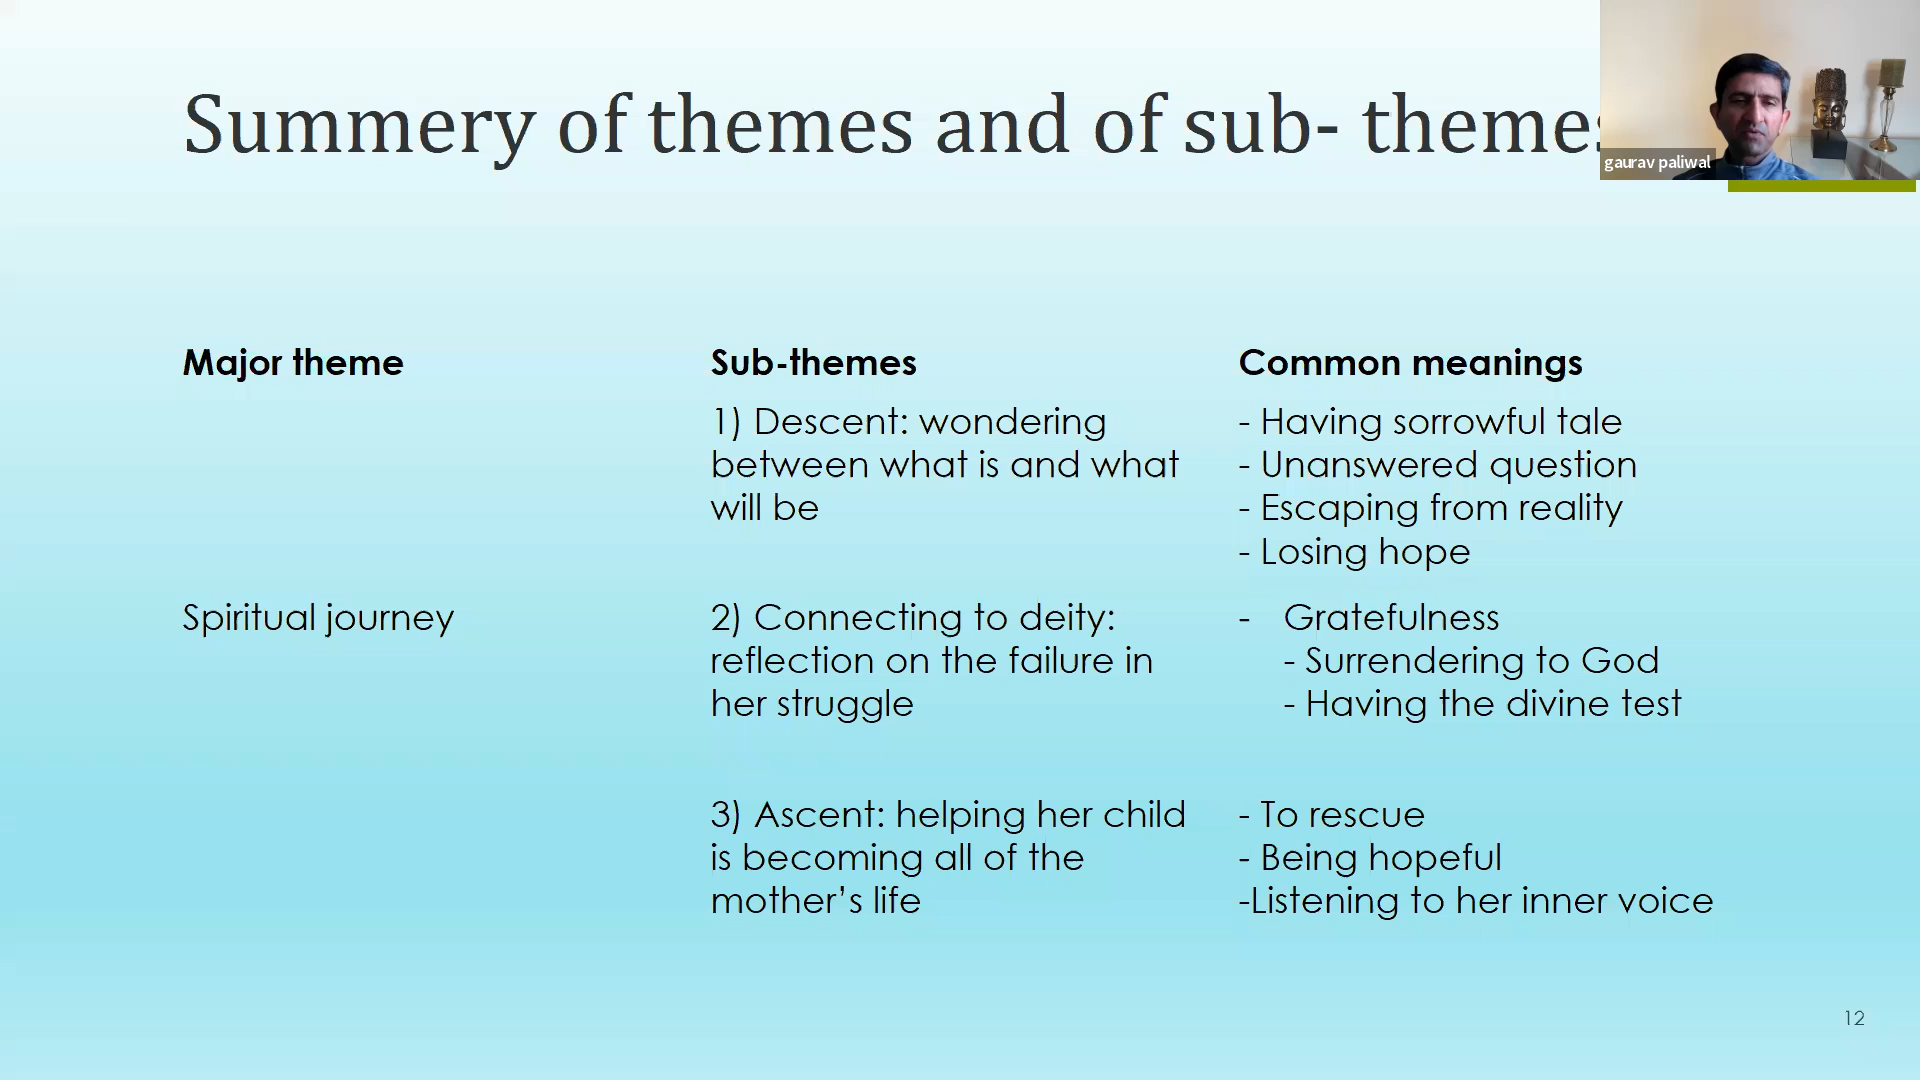 Summery of themes and of sub- themes
gaurav paliwal
Major theme
Sub-themes
Common meanings
1) Descent: wondering
between what is and what
will be
- Having sorrowful tale
- Unanswered question
- Escaping from reality
- Losing hope
Spiritual journey
2) Connecting to deity:
reflection on the failure in
her struggle
- Gratefulness
- Surrendering to God
- Having the divine test
3) Ascent: helping her child
is becoming all of the
mother’s life
- To rescue
- Being hopeful
-Listening to her inner voice
12